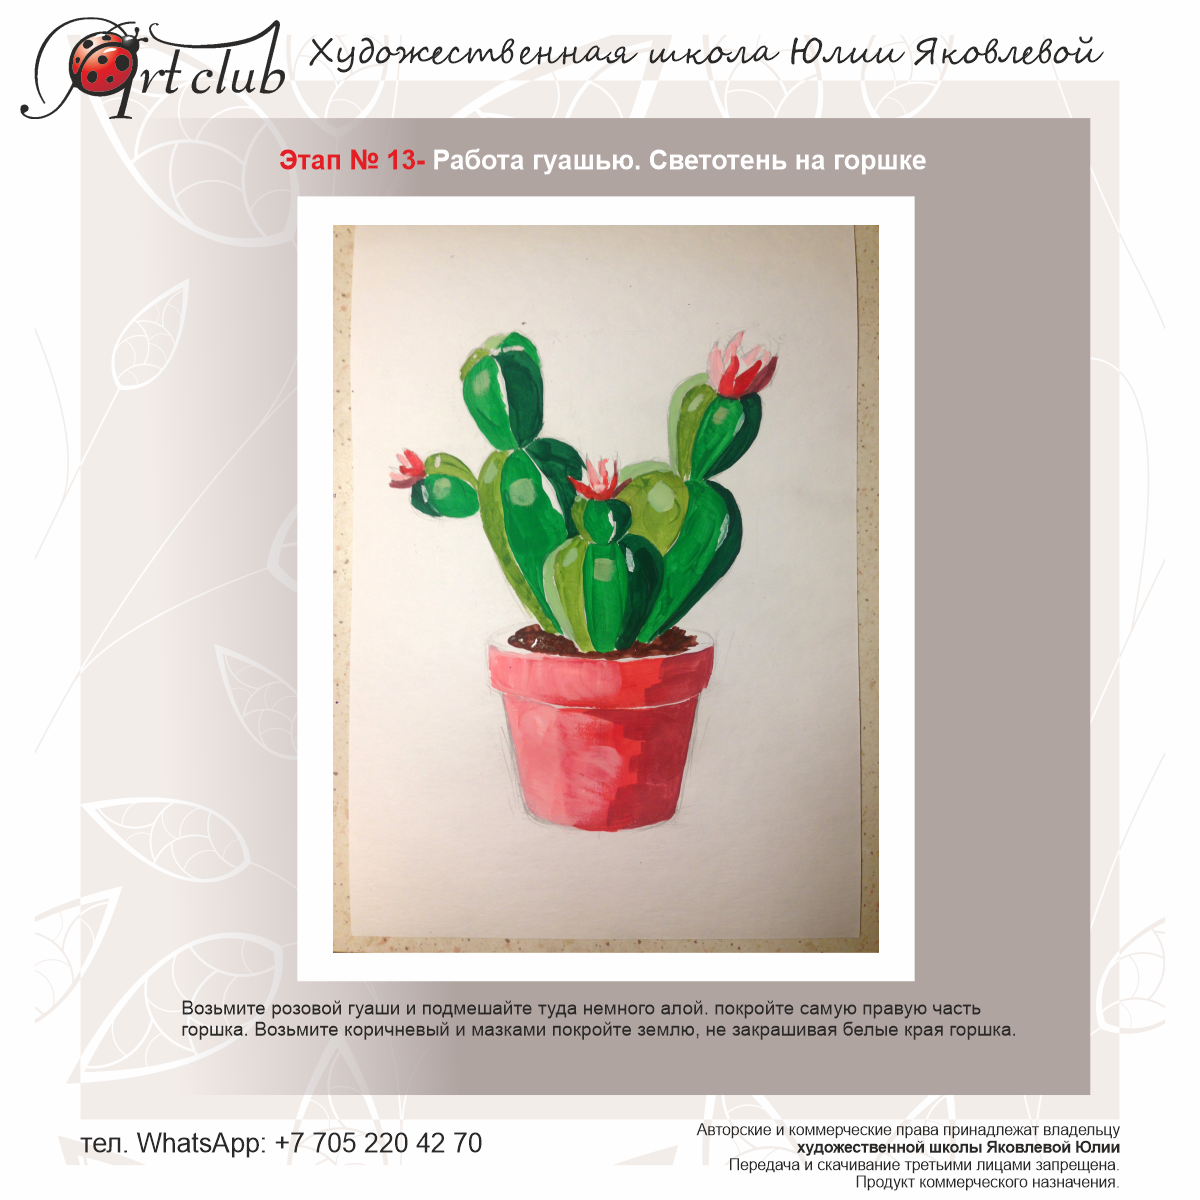 Art club
Художественная школа Юлии Яковлевой
Этап № 13- Работа гуашью. Светотень на горшке
Возьмите розовой гуаши и подмешайте туда немного алой. покройте самую правую часть
горшка. Возьмите коричневый и мазками покройте землю, не закрашивая белые края горшка.
тел. WhatsApp: +7 705 220 42 70
Авторские и коммерческие права принадлежат владельцу
художественной школы Яковлевой Юлии
Передача и скачивание третьими лицами запрещена.
Продукт коммерческого назначения.